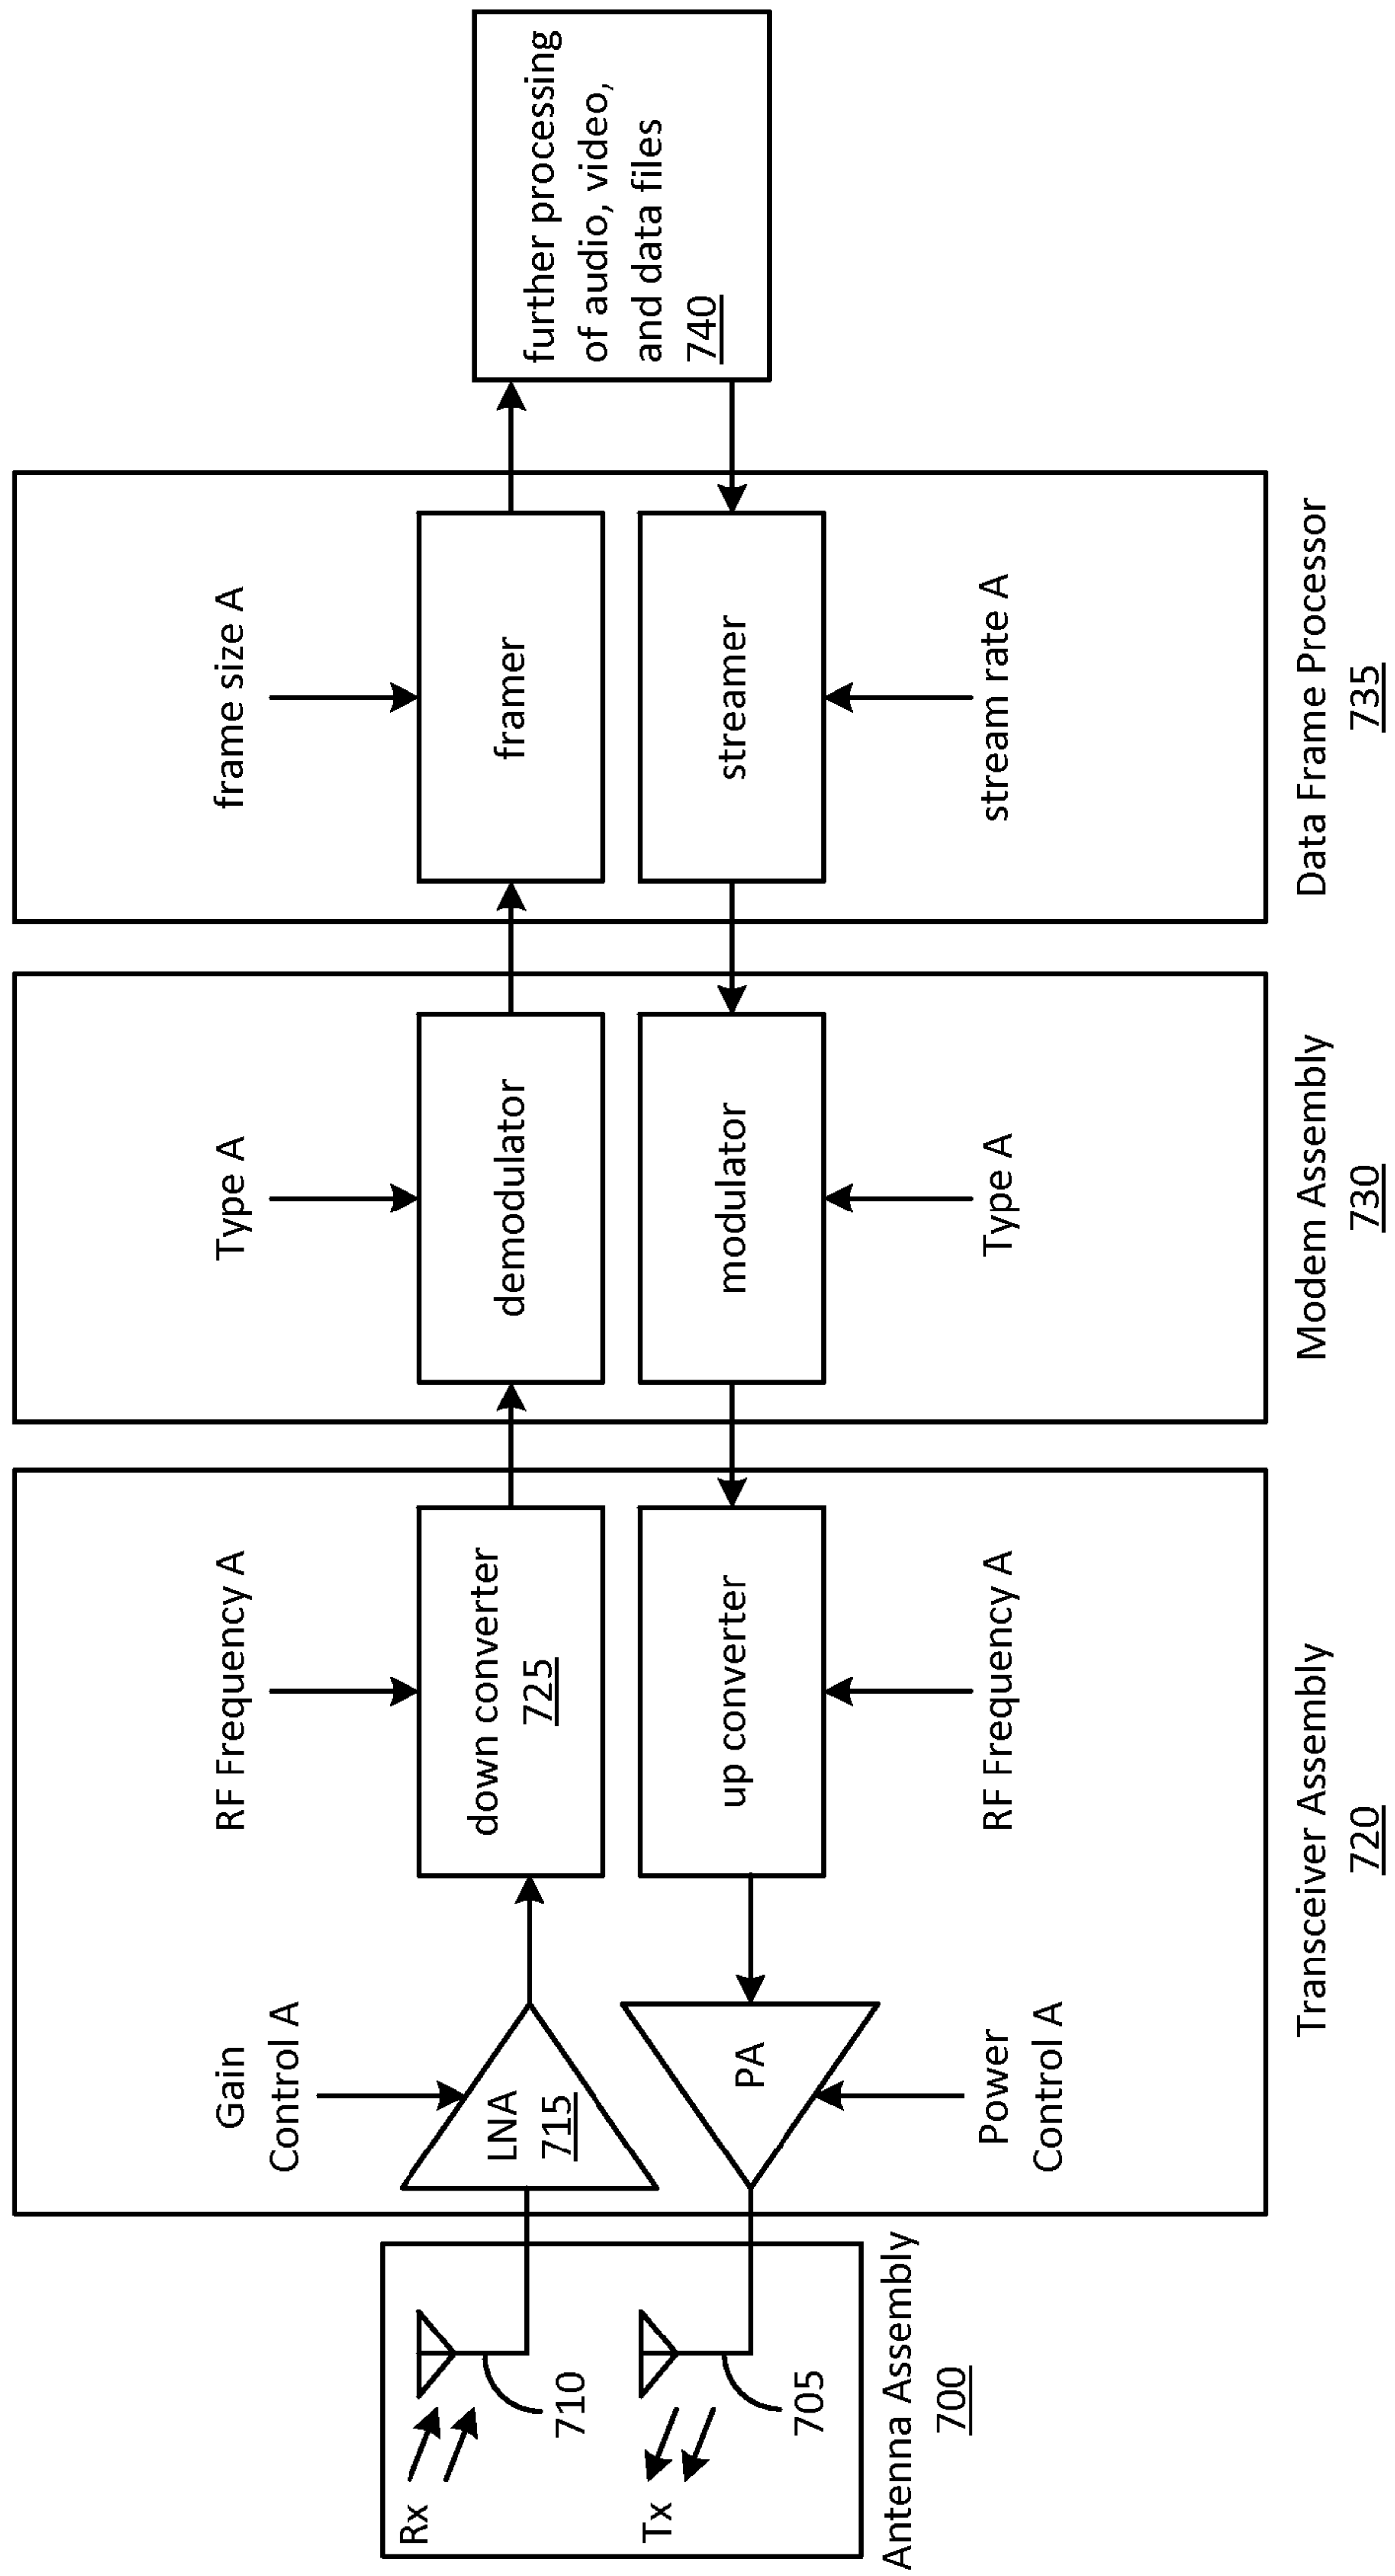 Rx
710
Tx
705
Antenna Assembly
700
Gain
Control A
LNA
715
PA
Power
Control A
RF Frequency A
down converter
725
up converter
RF Frequency A
Transceiver Assembly
720
Type A
demodulator
modulator
Type A
Modem Assembly
730
frame size A
framer
streamer
stream rate A
Data Frame Processor
735
further processing
of audio, video,
and data files
740